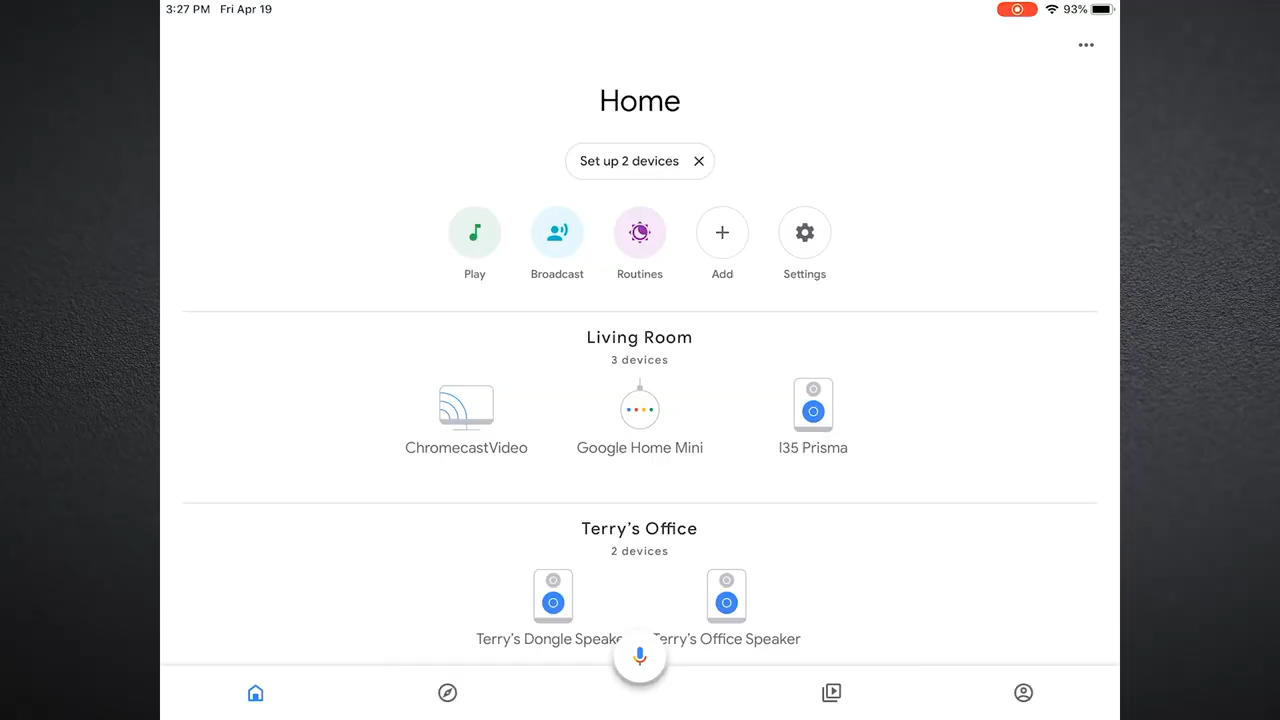 3:27 PM Fri Apr 19 93%
Home
Set up 2 devices
Play Broadcast Routines Add Settings
Living Room
3 devices
ChromecastVideo Google Home Mini I35 Prisma
Terry's Office
2 devices
Terry's Dongle Speake erry's Office Speaker